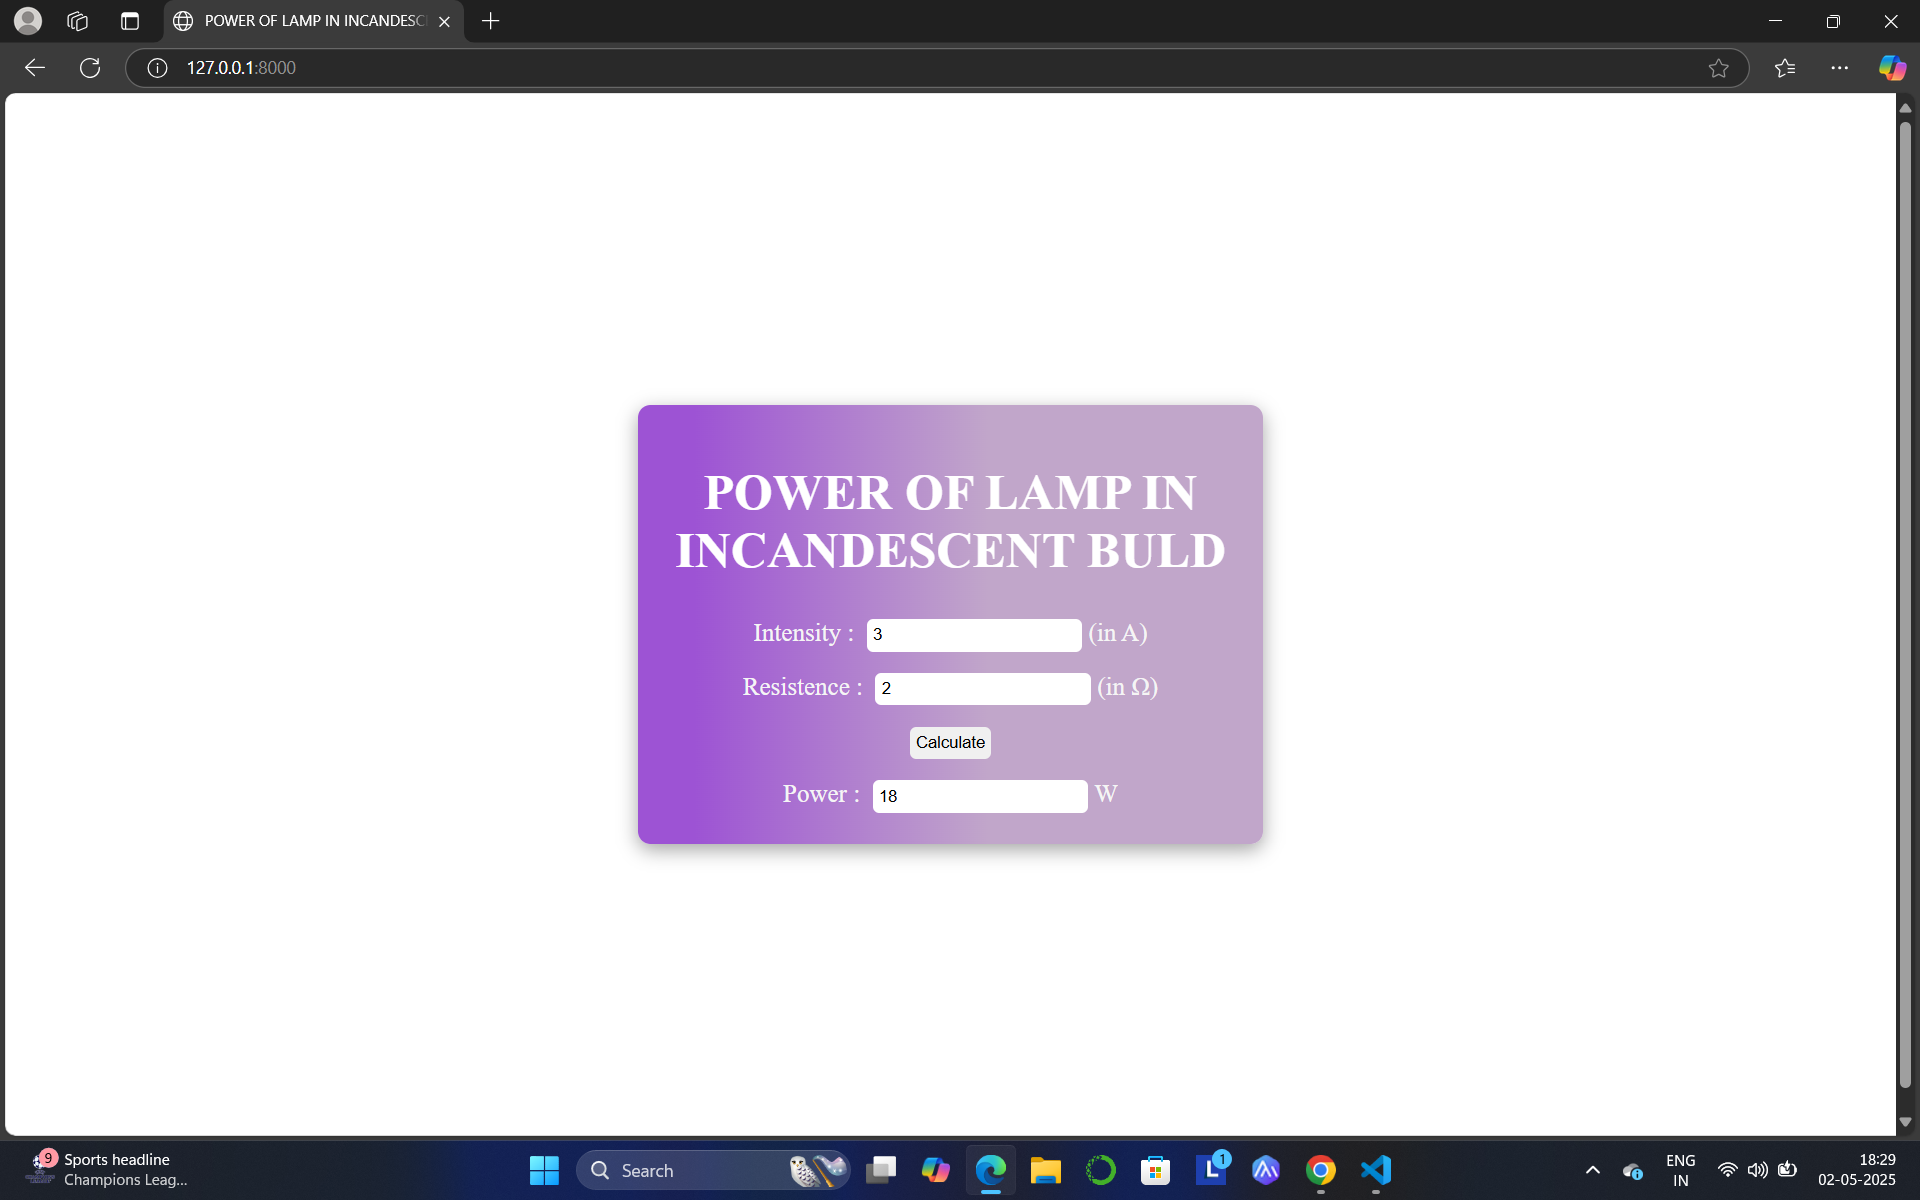 POWER OF LAMP IN INCANDESC
127.0.0.1:8000
POWER OF LAMP IN
INCANDESCENT BULD
Intensity : 3 (in A)
Resistence : 2 (in Ω)
Calculate
Power : 18 W
9
Sports headline
Champions Leag...
Search
L
1
ENG
IN
18:29
02-05-2025